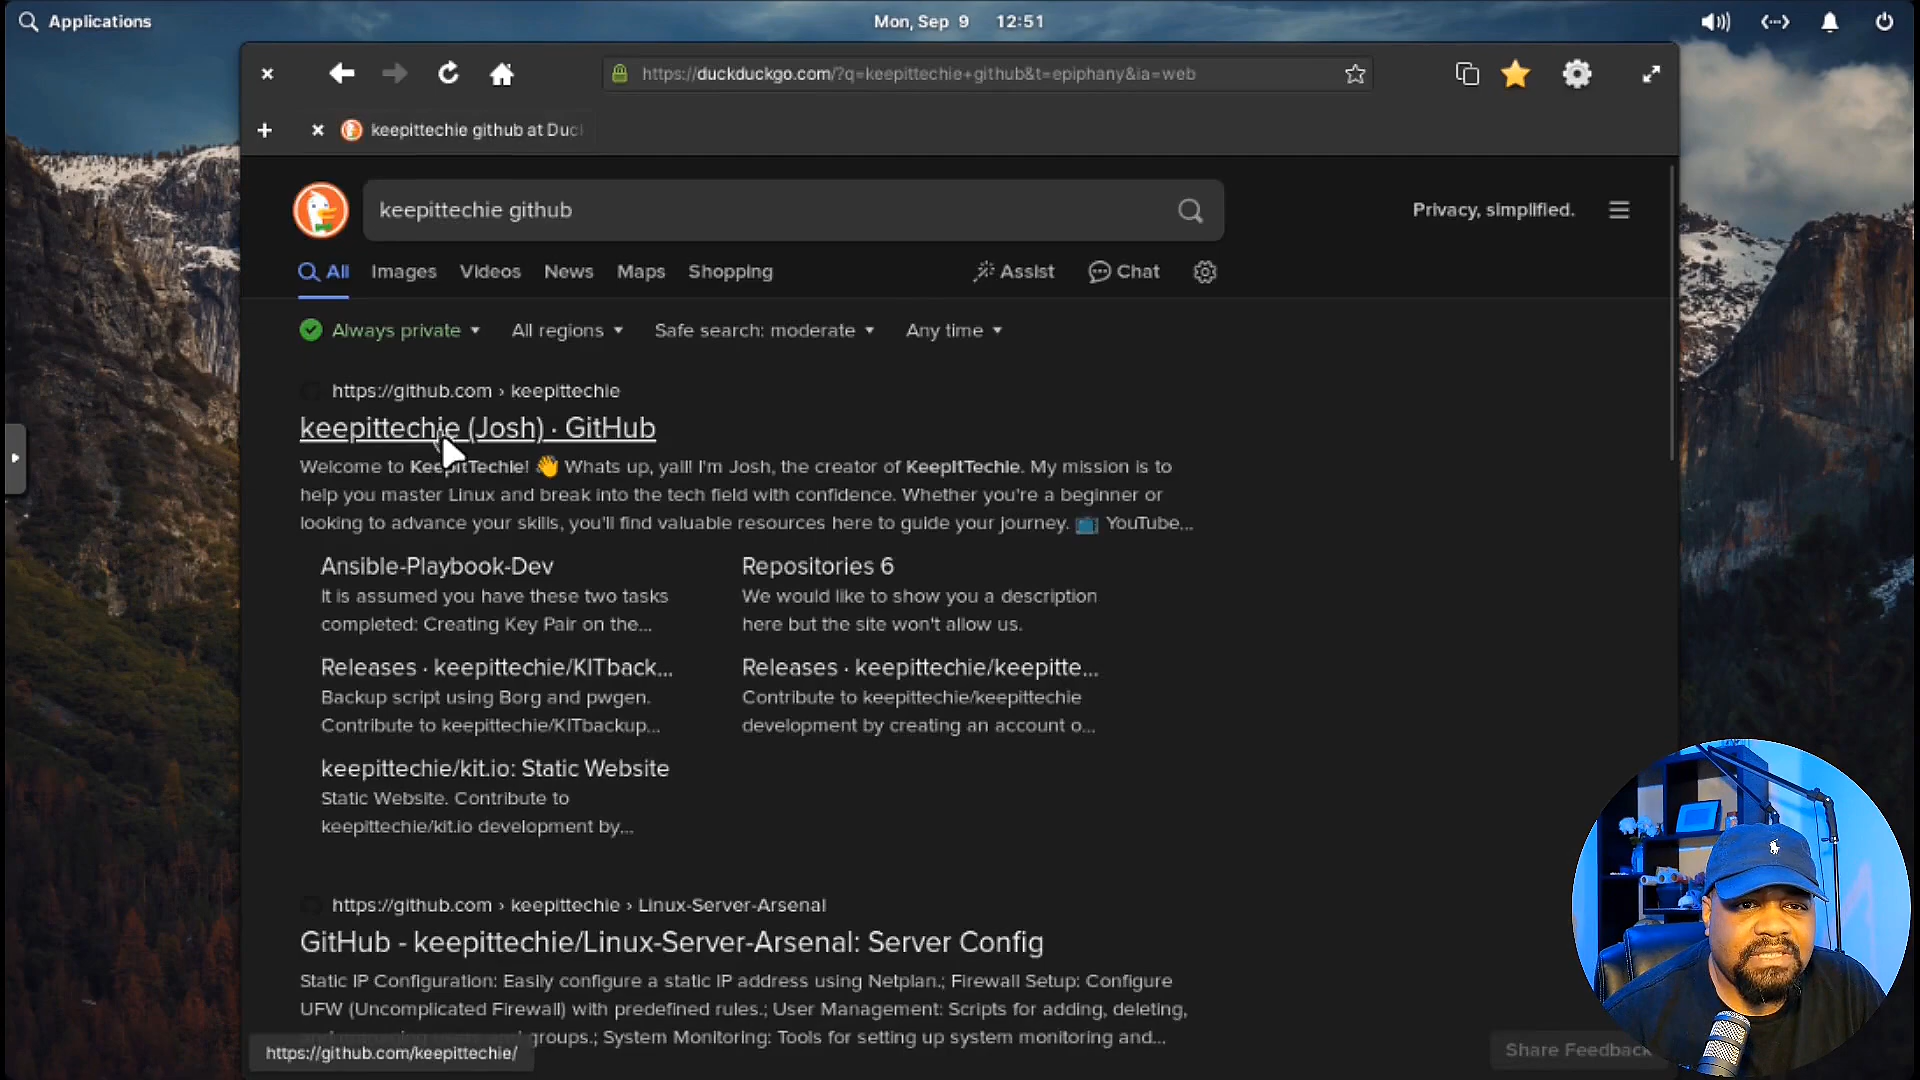 Applications
Mon, Sep 9 12:51
https://duckduckgo.com/?q=keepittechie+github&t=epiphany&ia=web
keepittechie github at Duc
keepittechie github
Privacy, simplified.
All Images Videos News Maps Shopping Assist Chat
Always private All regions Safe search: moderate Any time
https://github.com › keepittechie
keepittechie (Josh) · GitHub
Welcome to KeepItTechie! 👋 Whats up, yall! I'm Josh, the creator of KeepItTechie. My mission is to
help you master Linux and break into the tech field with confidence. Whether you're a beginner or
looking to advance your skills, you'll find valuable resources here to guide your journey. 📺 YouTube...
Ansible-Playbook-Dev
It is assumed you have these two tasks
completed: Creating Key Pair on the...
Repositories 6
We would like to show you a description
here but the site won't allow us.
Releases · keepittechie/KITback...
Backup script using Borg and pwgen.
Contribute to keepittechie/KITbackup...
Releases · keepittechie/keepitte...
Contribute to keepittechie/keepittechie
development by creating an account o...
keepittechie/kit.io: Static Website
Static Website. Contribute to
keepittechie/kit.io development by...
https://github.com › keepittechie › Linux-Server-Arsenal
GitHub - keepittechie/Linux-Server-Arsenal: Server Config
Static IP Configuration: Easily configure a static IP address using Netplan.; Firewall Setup: Configure
UFW (Uncomplicated Firewall) with predefined rules.; User Management: Scripts for adding, deleting,
groups.; System Monitoring: Tools for setting up system monitoring and...
https://github.com/keepittechie/
Share Feedback